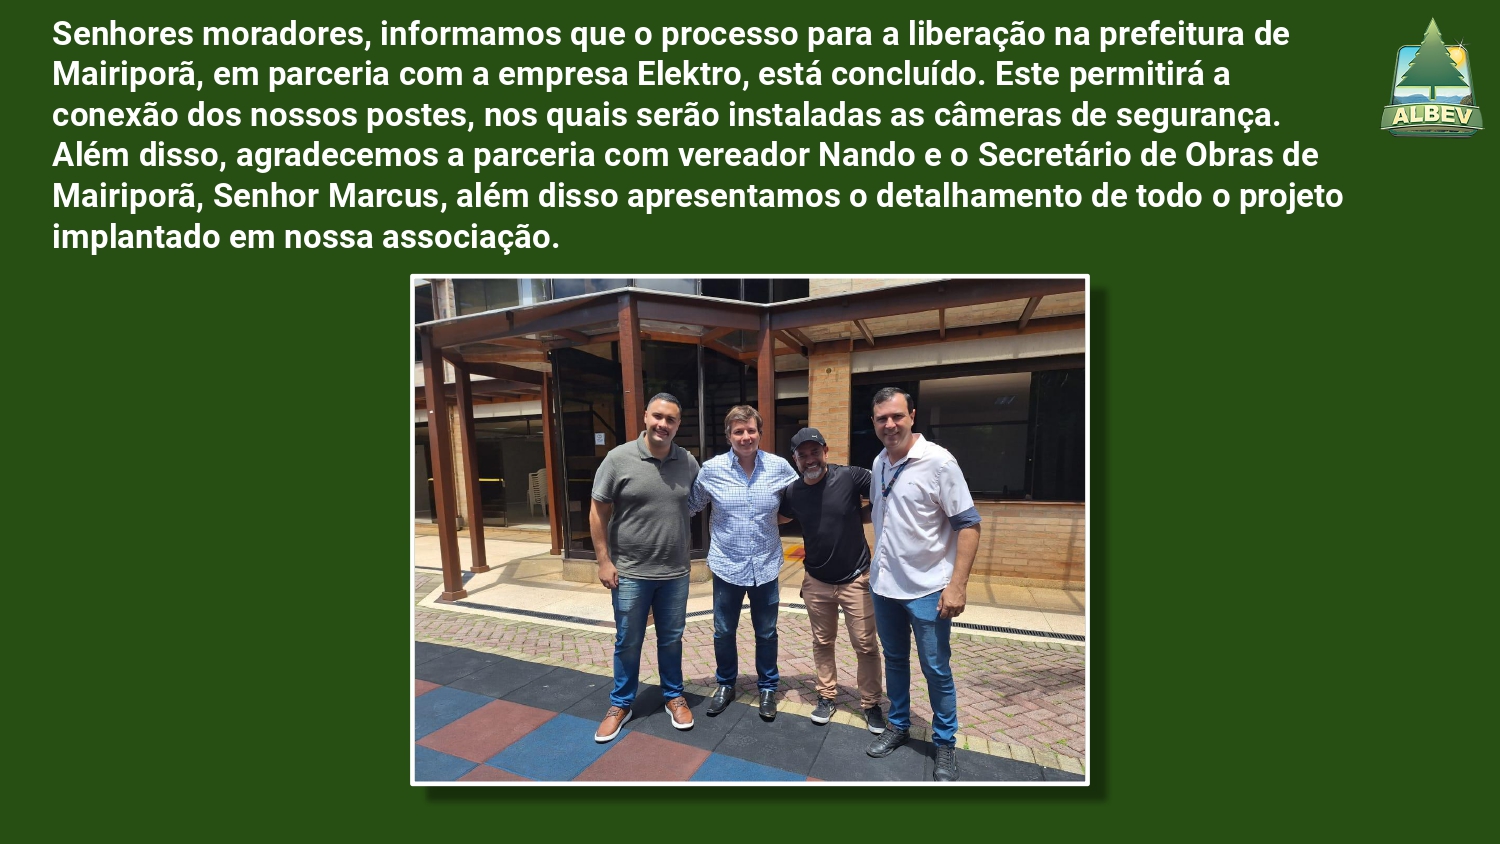 Senhores moradores, informamos que o processo para a liberação na prefeitura de
Mairiporã, em parceria com a empresa Elektro, está concluído. Este permitirá a
conexão dos nossos postes, nos quais serão instaladas as câmeras de segurança.
Além disso, agradecemos a parceria com vereador Nando e o Secretário de Obras de
Mairiporã, Senhor Marcus, além disso apresentamos o detalhamento de todo o projeto
implantado em nossa associação.
ALBEV